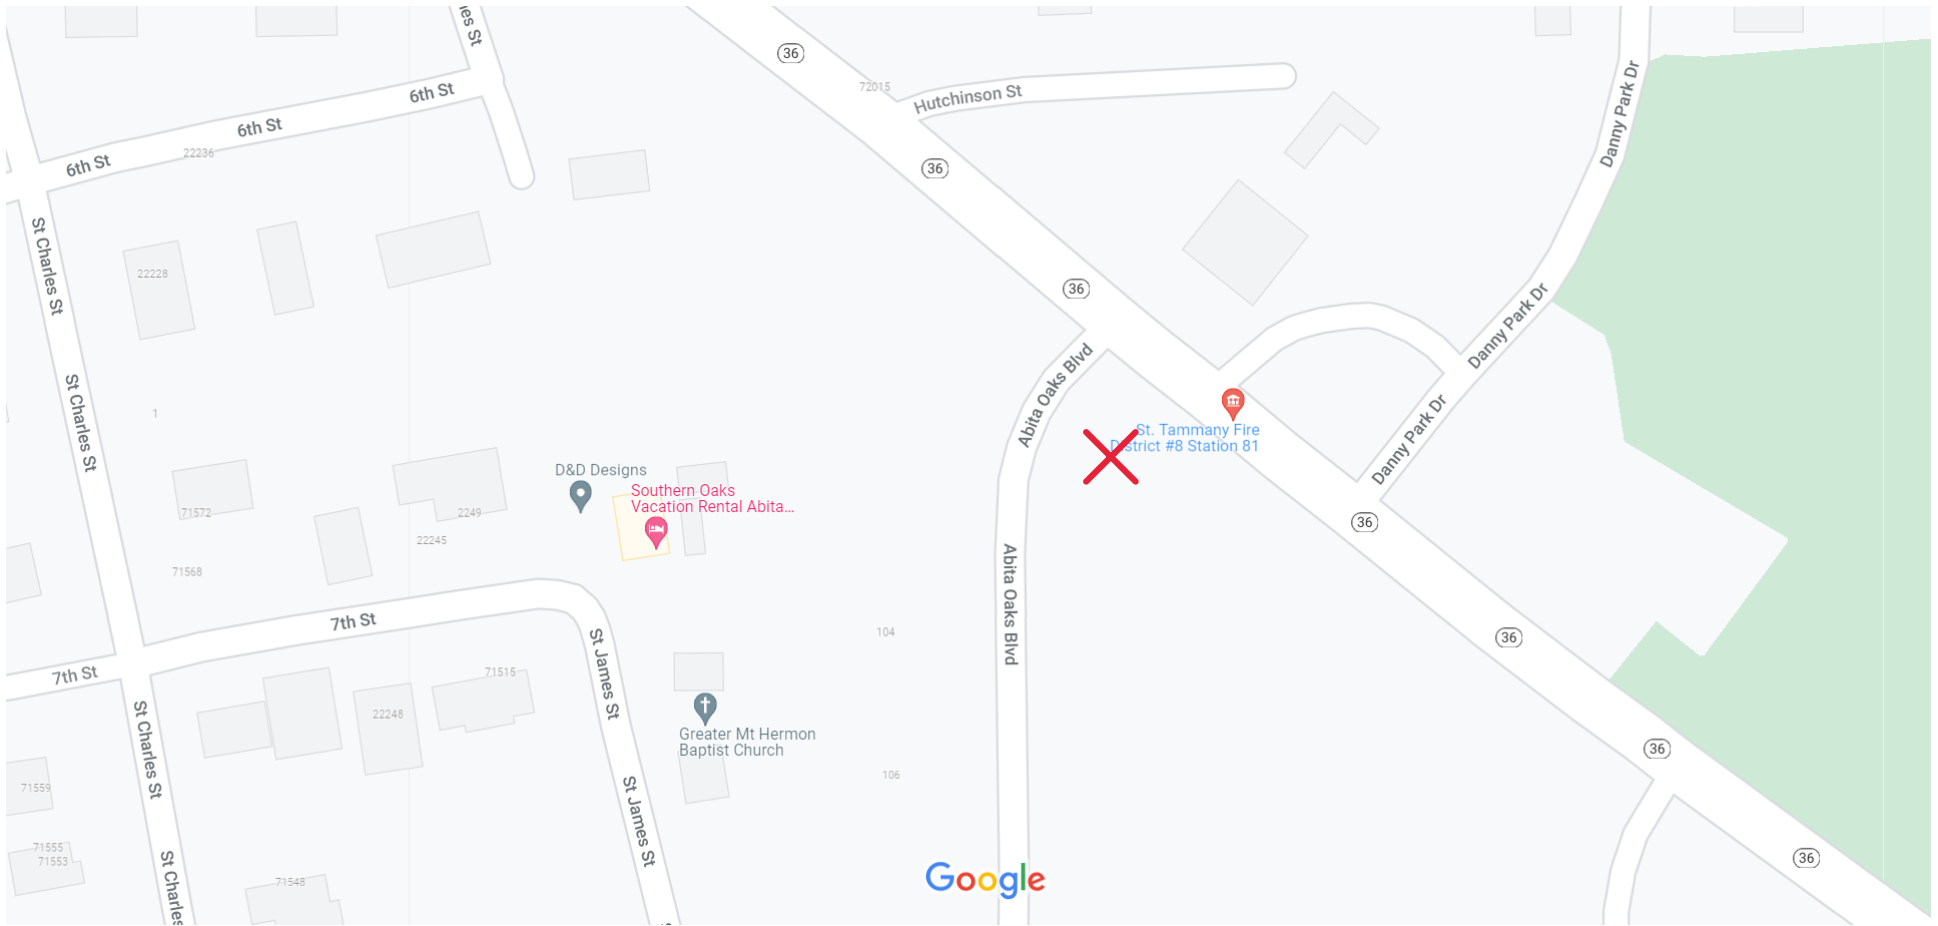 es St
36
72015
Hutchinson St
6th St
6th St
6th St
22236
36
Danny Park Dr
St Charles St
22228
36
Danny Park Dr
Abita Oaks Blvd
St Charles St
1
Danny Park Dr
St. Tammany Fire
District #8 Station 81
D&D Designs
Southern Oaks
Vacation Rental Abita...
71572
2249
22245
36
71568
Abita Oaks Blvd
7th St
104
36
St James St
7th St
71515
22248
St Charles St
Greater Mt Hermon
Baptist Church
36
106
71559
St James St
71555
71553
36
St Charles
71548
Google